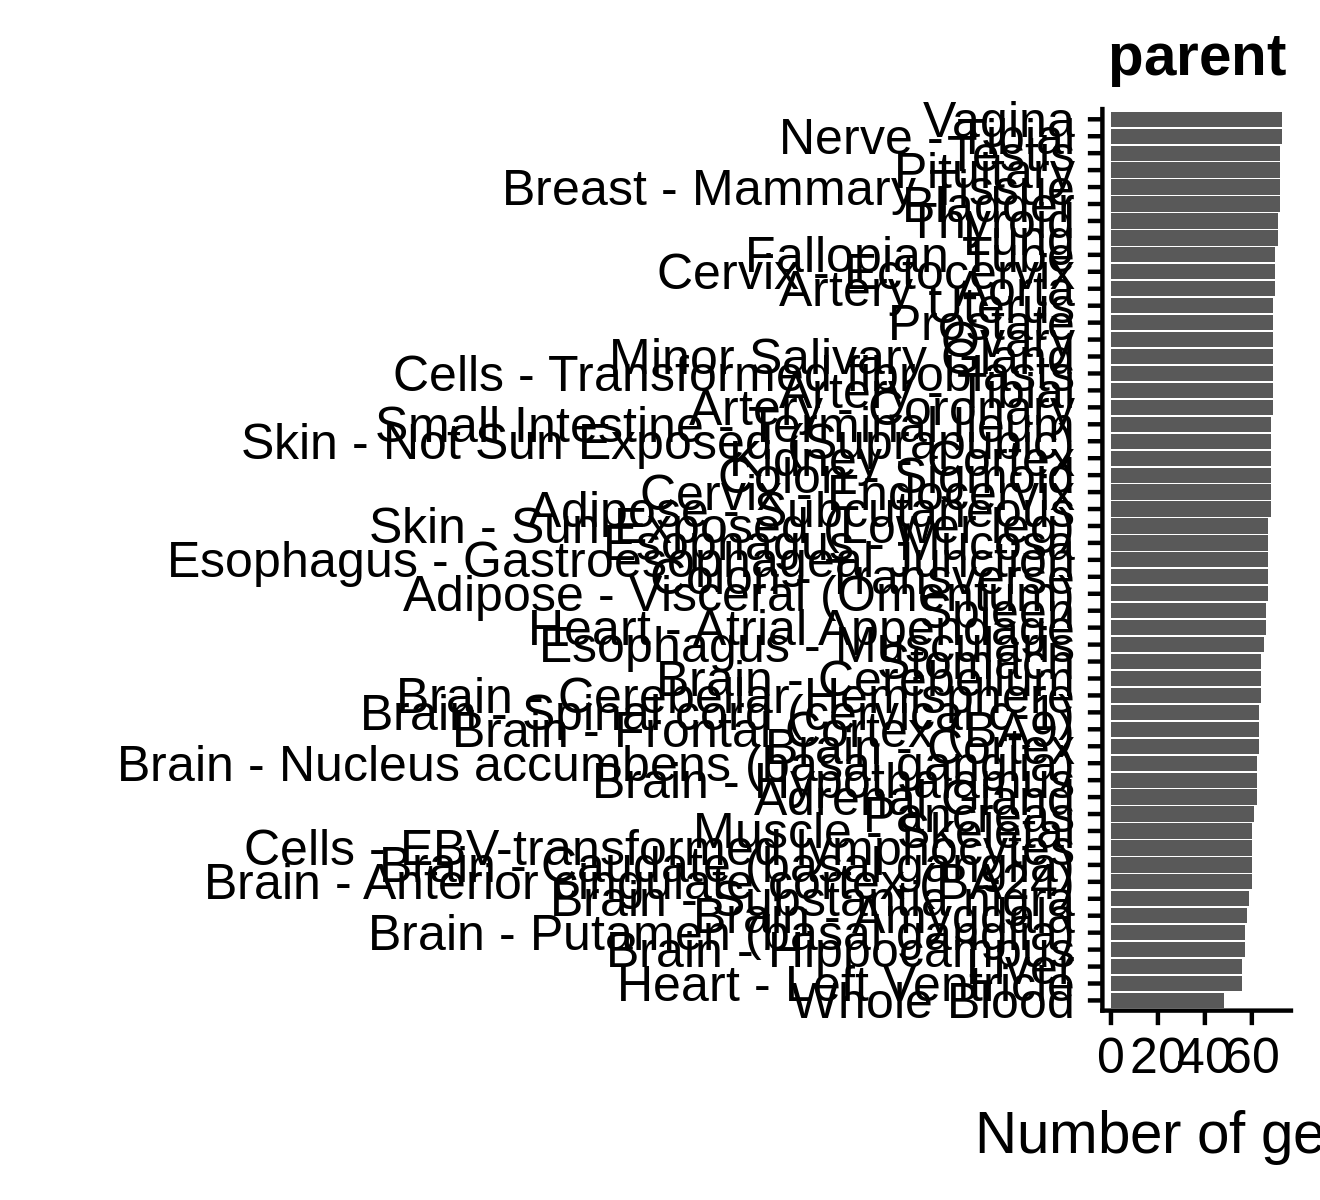 parent
Vagina
Nerve - Tibial
Testis
Pituitary
Breast - Mammary Tissue
Bladder
Thyroid
Lung
Fallopian Tube
Cervix - Ectocervix
Artery - Aorta
Uterus
Prostate
Ovary
Minor Salivary Gland
Cells - Transformed fibroblasts
Artery - Tibial
Artery - Coronary
Small Intestine - Terminal Ileum
Skin - Not Sun Exposed (Suprapubic)
Kidney - Cortex
Colon - Sigmoid
Cervix - Endocervix
Adipose - Subcutaneous
Skin - Sun Exposed (Lower leg)
Esophagus - Mucosa
Esophagus - Gastroesophageal Junction
Colon - Transverse
Adipose - Visceral (Omentum)
Spleen
Heart - Atrial Appendage
Esophagus - Muscularis
Stomach
Brain - Cerebellum
Brain - Cerebellar Hemisphere
Brain - Spinal cord (cervical c-1)
Brain - Frontal Cortex (BA9)
Brain - Cortex
Brain - Nucleus accumbens (basal ganglia)
Brain - Hypothalamus
Adrenal Gland
Pancreas
Muscle - Skeletal
Cells - EBV-transformed lymphocytes
Brain - Caudate (basal ganglia)
Brain - Anterior cingulate cortex (BA24)
Brain - Substantia nigra
Brain - Amygdala
Brain - Putamen (basal ganglia)
Brain - Hippocampus
Liver
Heart - Left Ventricle
Whole Blood
0 20 40 60
Number of ge